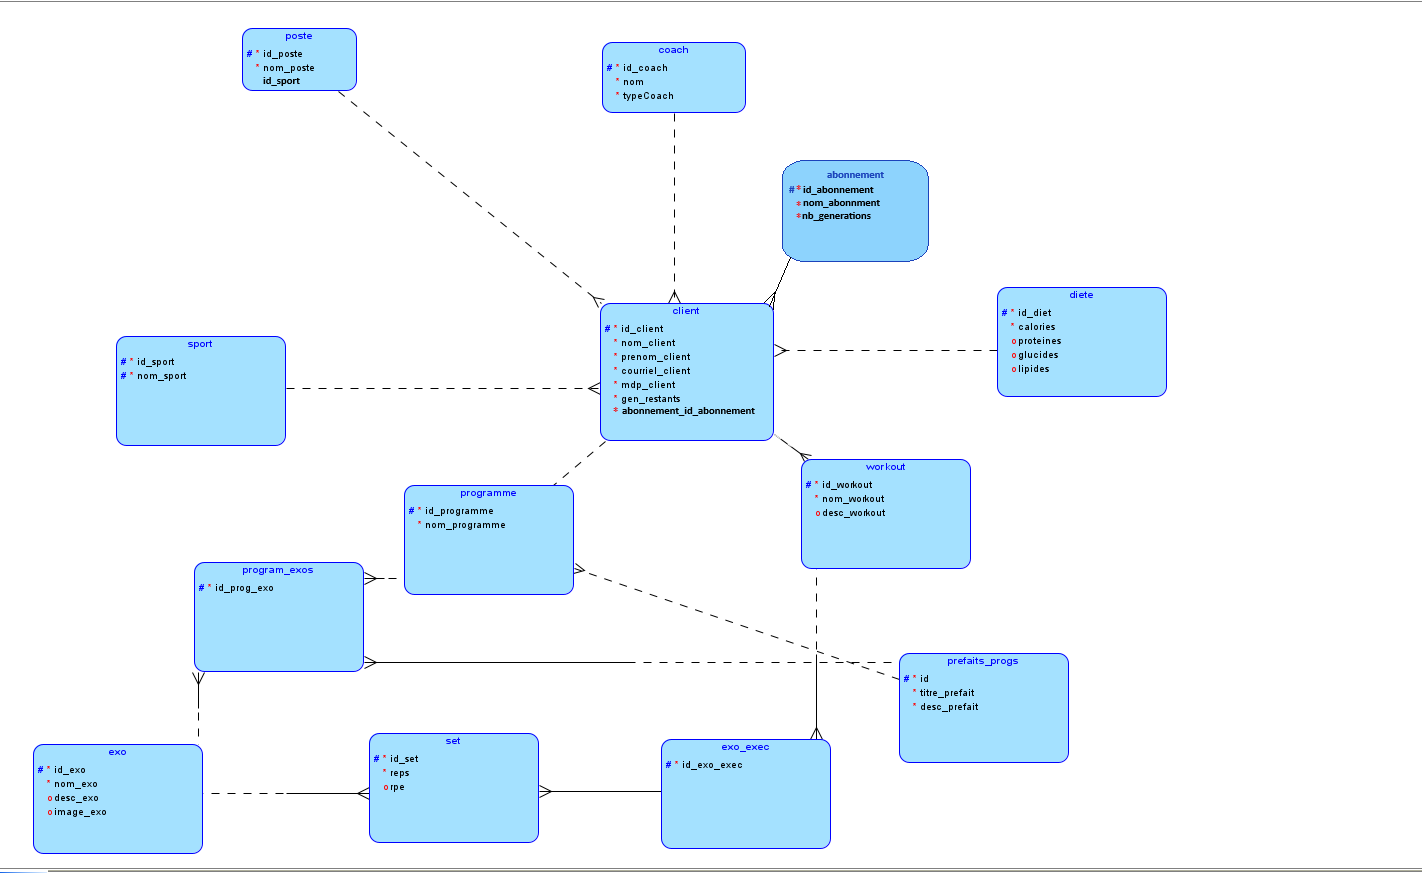 poste
# * id_poste
* nom_poste
id_sport
coach
# * id_coach
* nom
* typeCoach
abonnement
# * id_abonnement
* nom_abonnment
* nb_generations
client
# * id_client
* nom_client
* prenom_client
* courriel_client
* mdp_client
* gen_restants
* abonnement_id_abonnement
diete
# * id_diet
* calories
o proteines
o glucides
o lipides
sport
# * id_sport
# * nom_sport
workout
# * id_workout
* nom_workout
o desc_workout
programme
# * id_programme
* nom_programme
program_exos
# * id_prog_exo
prefaits_progs
# * id
* titre_prefait
* desc_prefait
exo
# * id_exo
* nom_exo
o desc_exo
o image_exo
set
# * id_set
* reps
o rpe
exo_exec
# * id_exo_exec